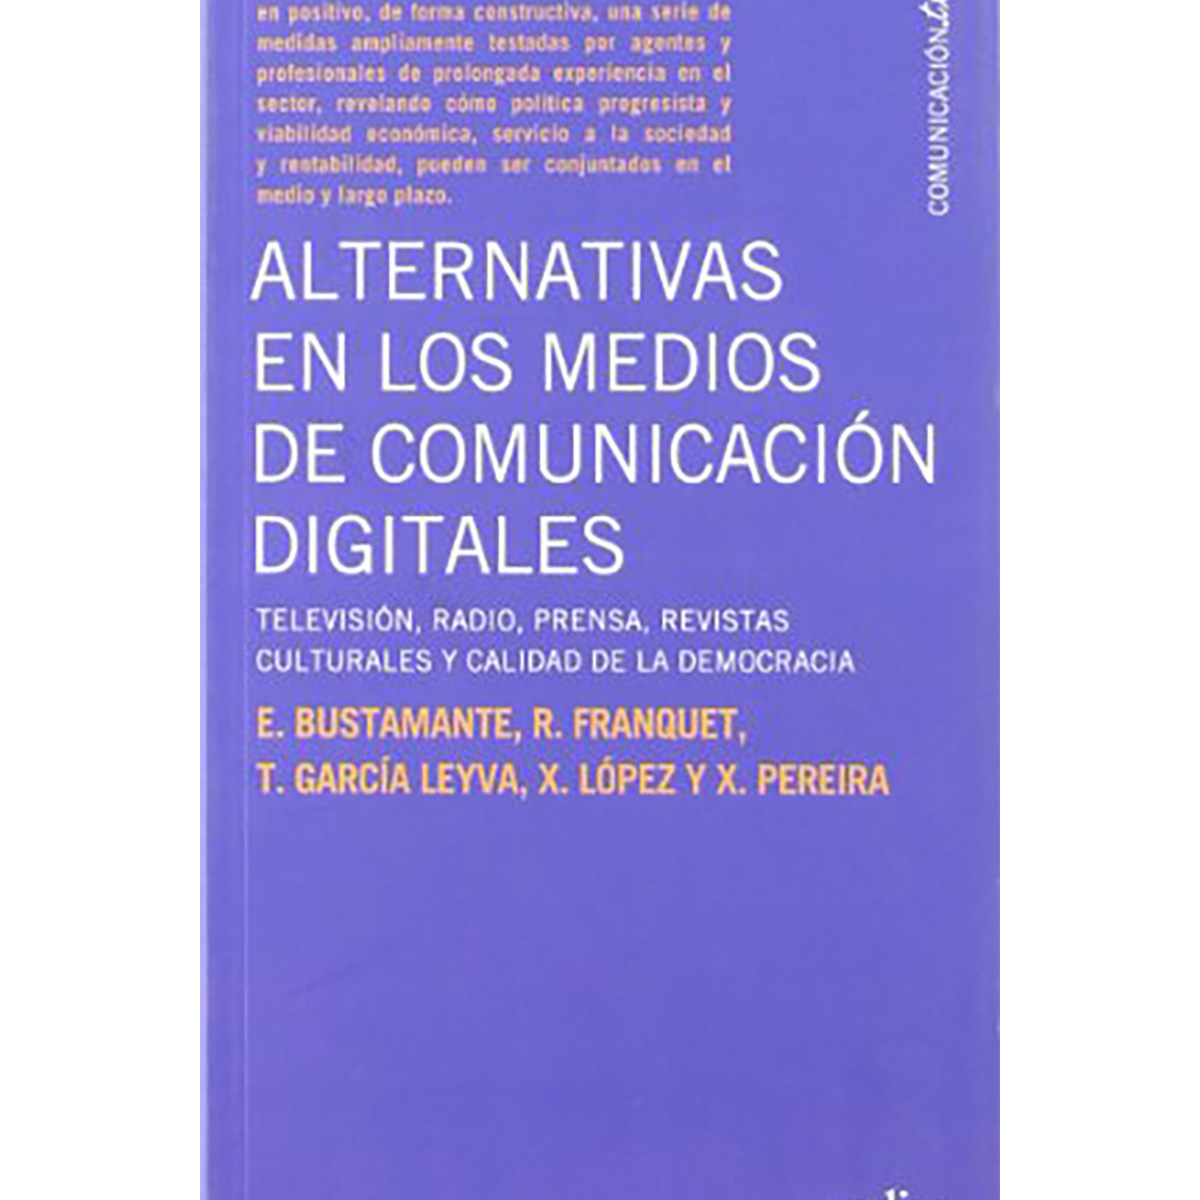 en positivo, de forma constructiva, una serie de
medidas ampliamente testadas por agentes y
profesionales de prolongada experiencia en el
sector, revelando cómo política progresista y
viabilidad económica, servicio a la sociedad
y rentabilidad, pueden ser conjuntados en el
medio y largo plazo.
COMUNICACIÓN
ALTERNATIVAS
EN LOS MEDIOS
DE COMUNICACIÓN
DIGITALES
TELEVISIÓN, RADIO, PRENSA, REVISTAS
CULTURALES Y CALIDAD DE LA DEMOCRACIA
E. BUSTAMANTE, R. FRANQUET,
T. GARCÍA LEYVA, X. LÓPEZ Y X. PEREIRA